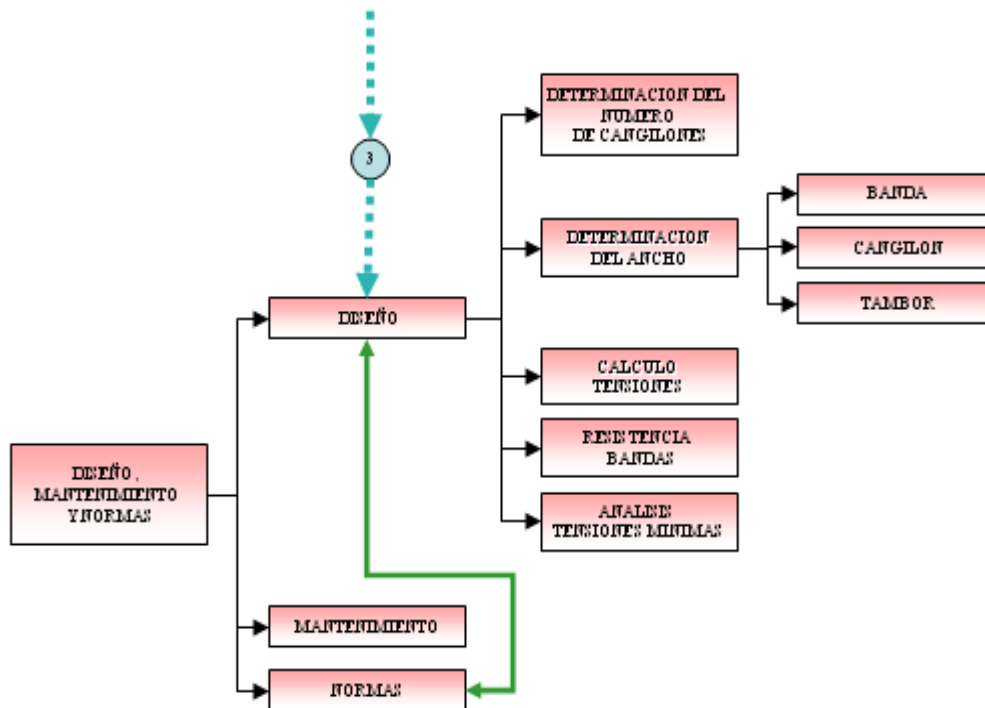 DETERMINACION DEL
NUMERO
DE CANGILONES
3
BANDA
DETERMINACION
DEL ANCHO
CANGILON
TAMBOR
DISEÑO
CALCULO
TENSIONES
RESISTENCIA
BANDAS
DISEÑO ,
MANTENIMIENTO
Y NORMAS
ANALISIS
TENSIONES MINIMAS
MANTENIMIENTO
NORMAS